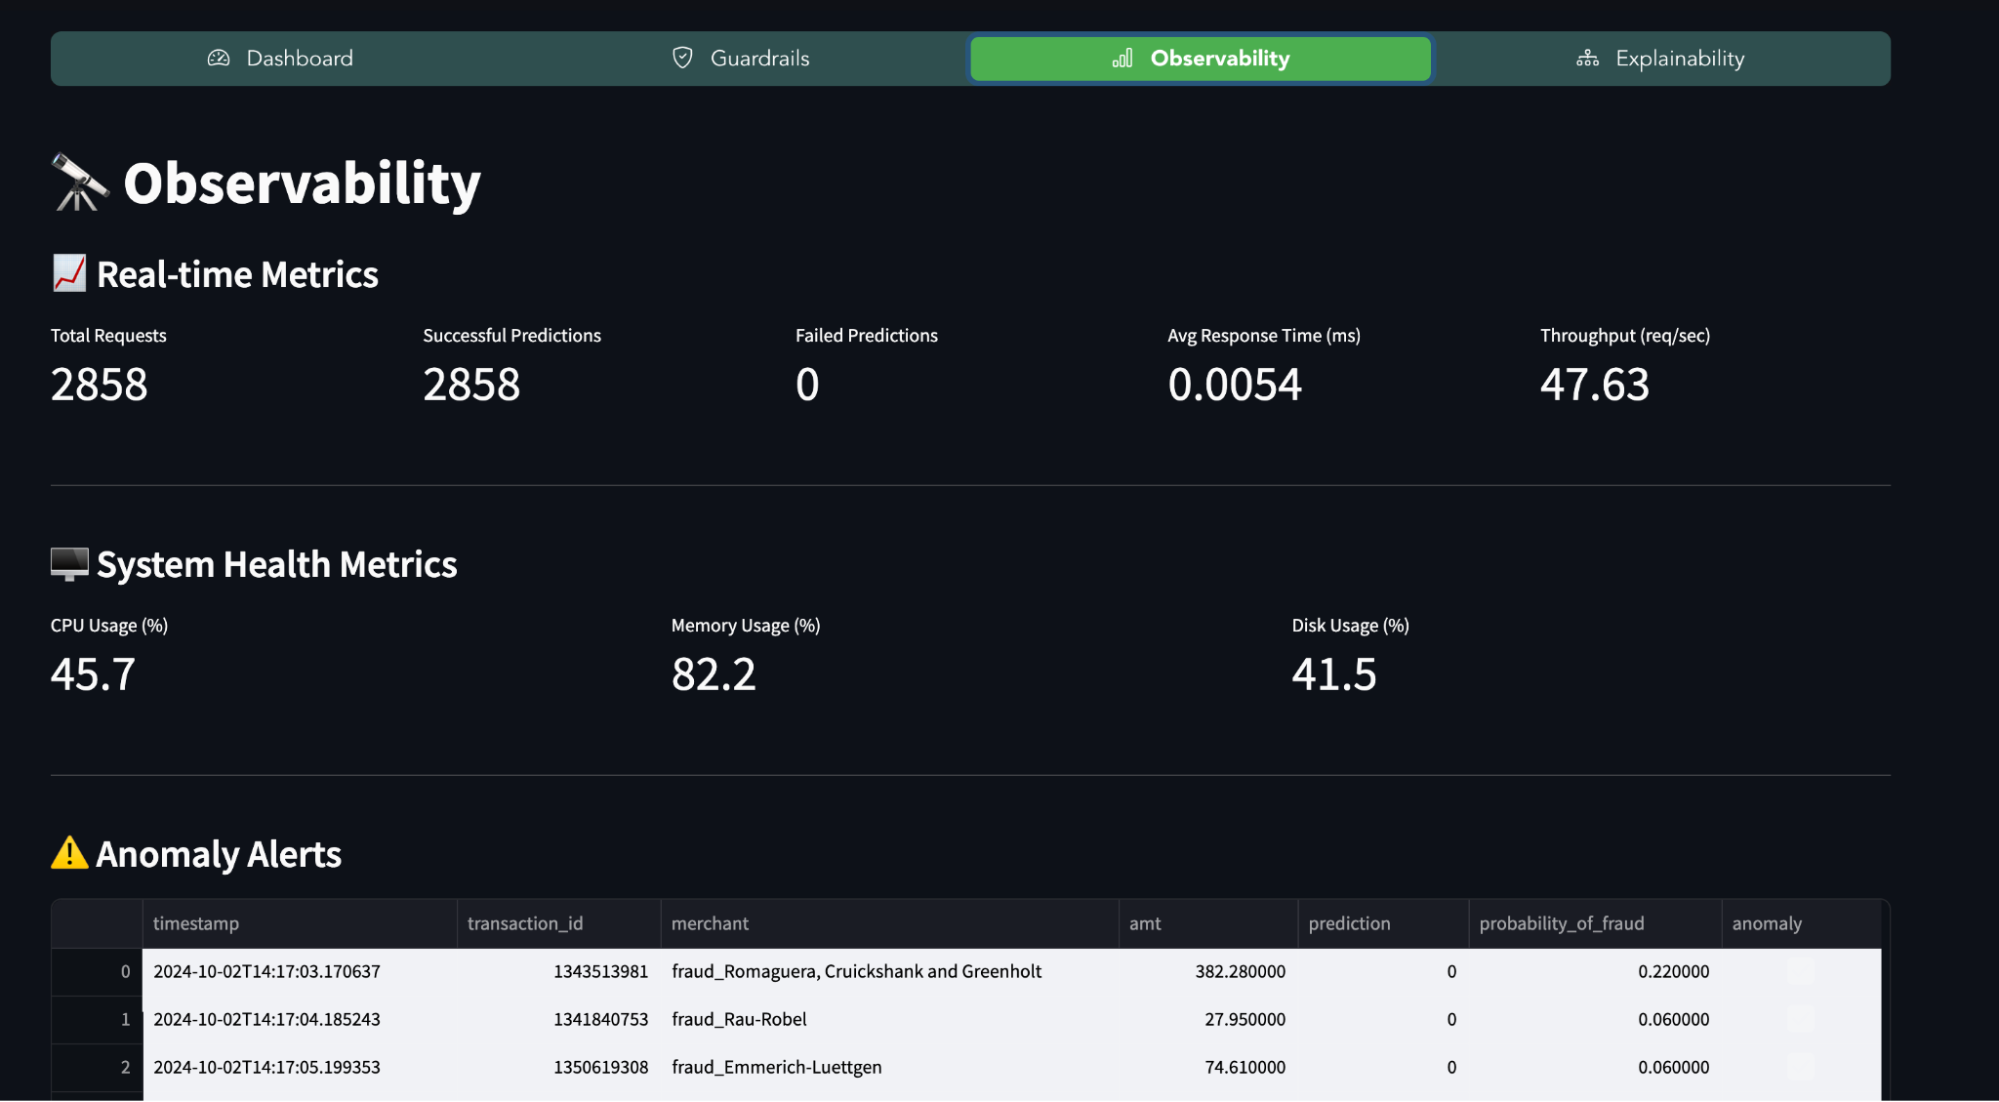 Dashboard Guardrails Observability Explainability
Observability
Real-time Metrics
Total Requests Successful Predictions Failed Predictions Avg Response Time (ms) Throughput (req/sec)
2858 2858 0 0.0054 47.63
System Health Metrics
CPU Usage (%) Memory Usage (%) Disk Usage (%)
45.7 82.2 41.5
Anomaly Alerts
timestamp transaction_id merchant amt prediction probability_of_fraud anomaly
0 2024-10-02T14:17:03.170637 1343513981 fraud_Romaguera, Cruickshank and Greenholt 382.280000 0 0.220000
1 2024-10-02T14:17:04.185243 1341840753 fraud_Rau-Robel 27.950000 0 0.060000
2 2024-10-02T14:17:05.199353 1350619308 fraud_Emmerich-Luettgen 74.610000 0 0.060000